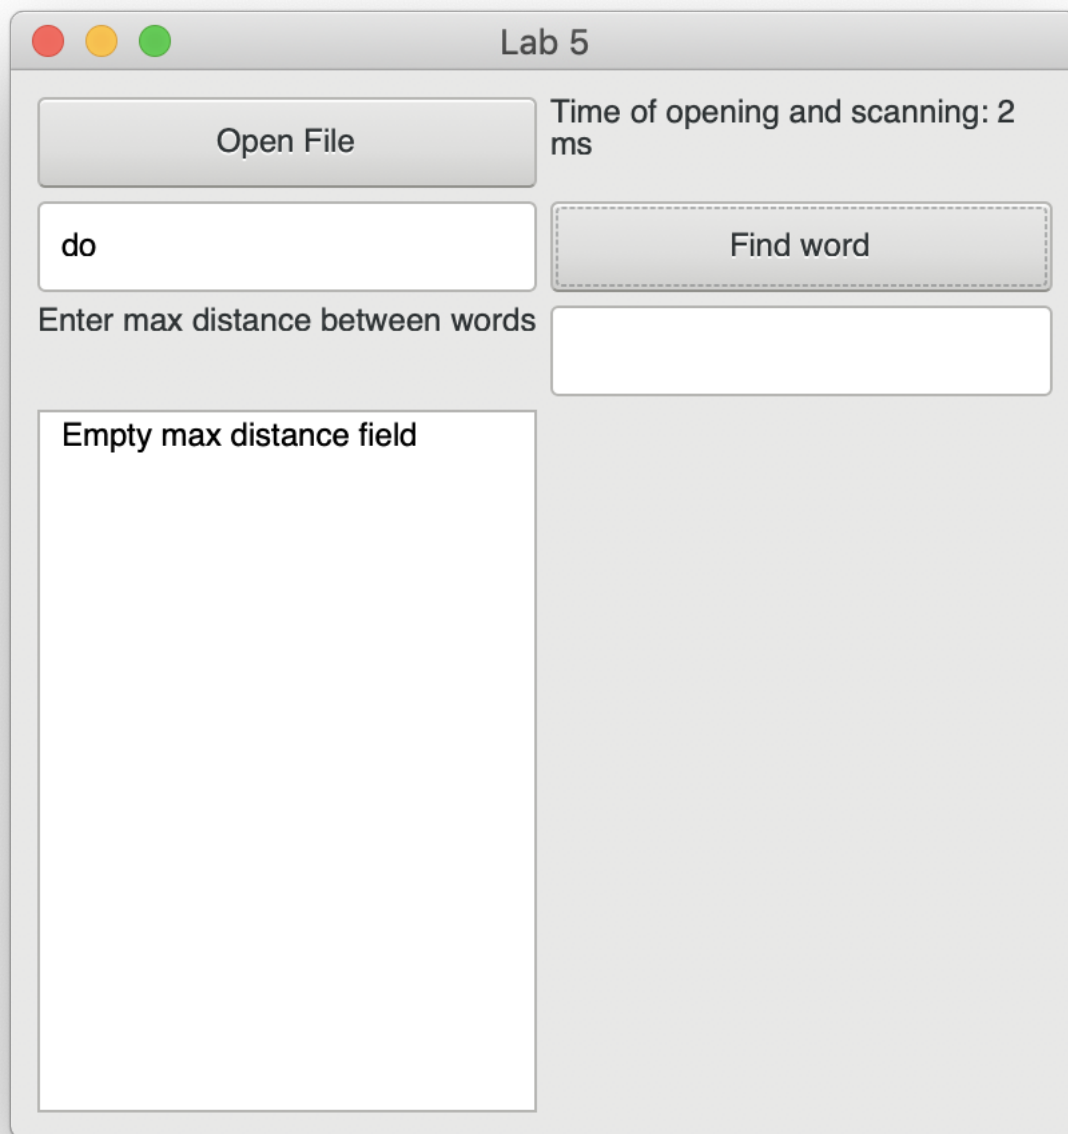 Lab 5
Open File
Time of opening and scanning: 2
ms
do
Find word
Enter max distance between words
Empty max distance field